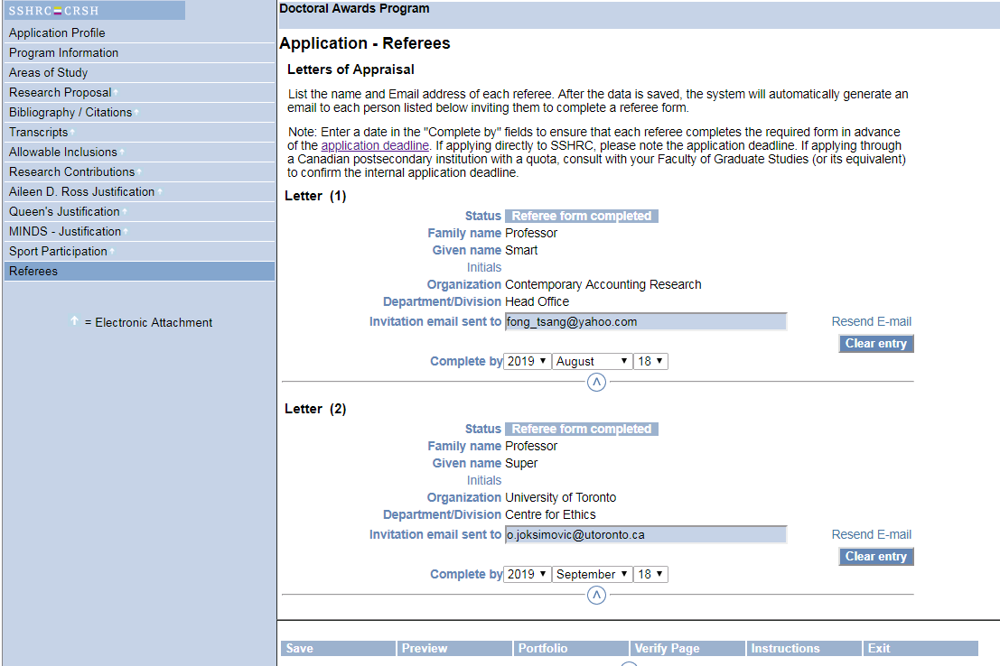 SSHRC CRSH
Application Profile
Program Information
Areas of Study
Research Proposal
Bibliography / Citations
Transcripts
Allowable Inclusions
Research Contributions
Aileen D. Ross Justification
Queen's Justification
MINDS - Justification
Sport Participation
Referees
= Electronic Attachment
Doctoral Awards Program
Application - Referees
Letters of Appraisal
List the name and Email address of each referee. After the data is saved, the system will automatically generate an
email to each person listed below inviting them to complete a referee form.
Note: Enter a date in the "Complete by" fields to ensure that each referee completes the required form in advance
of the application deadline. If applying directly to SSHRC, please note the application deadline. If applying through
a Canadian postsecondary institution with a quota, consult with your Faculty of Graduate Studies (or its equivalent)
to confirm the internal application deadline.
Letter (1)
Status Referee form completed
Family name Professor
Given name Smart
Initials
Organization Contemporary Accounting Research
Department/Division Head Office
Invitation email sent to fong_tsang@yahoo.com Resend E-mail
Clear entry
Complete by 2019 August 18
Letter (2)
Status Referee form completed
Family name Professor
Given name Super
Initials
Organization University of Toronto
Department/Division Centre for Ethics
Invitation email sent to o.joksimovic@utoronto.ca Resend E-mail
Clear entry
Complete by 2019 September 18
Save Preview Portfolio Verify Page Instructions Exit